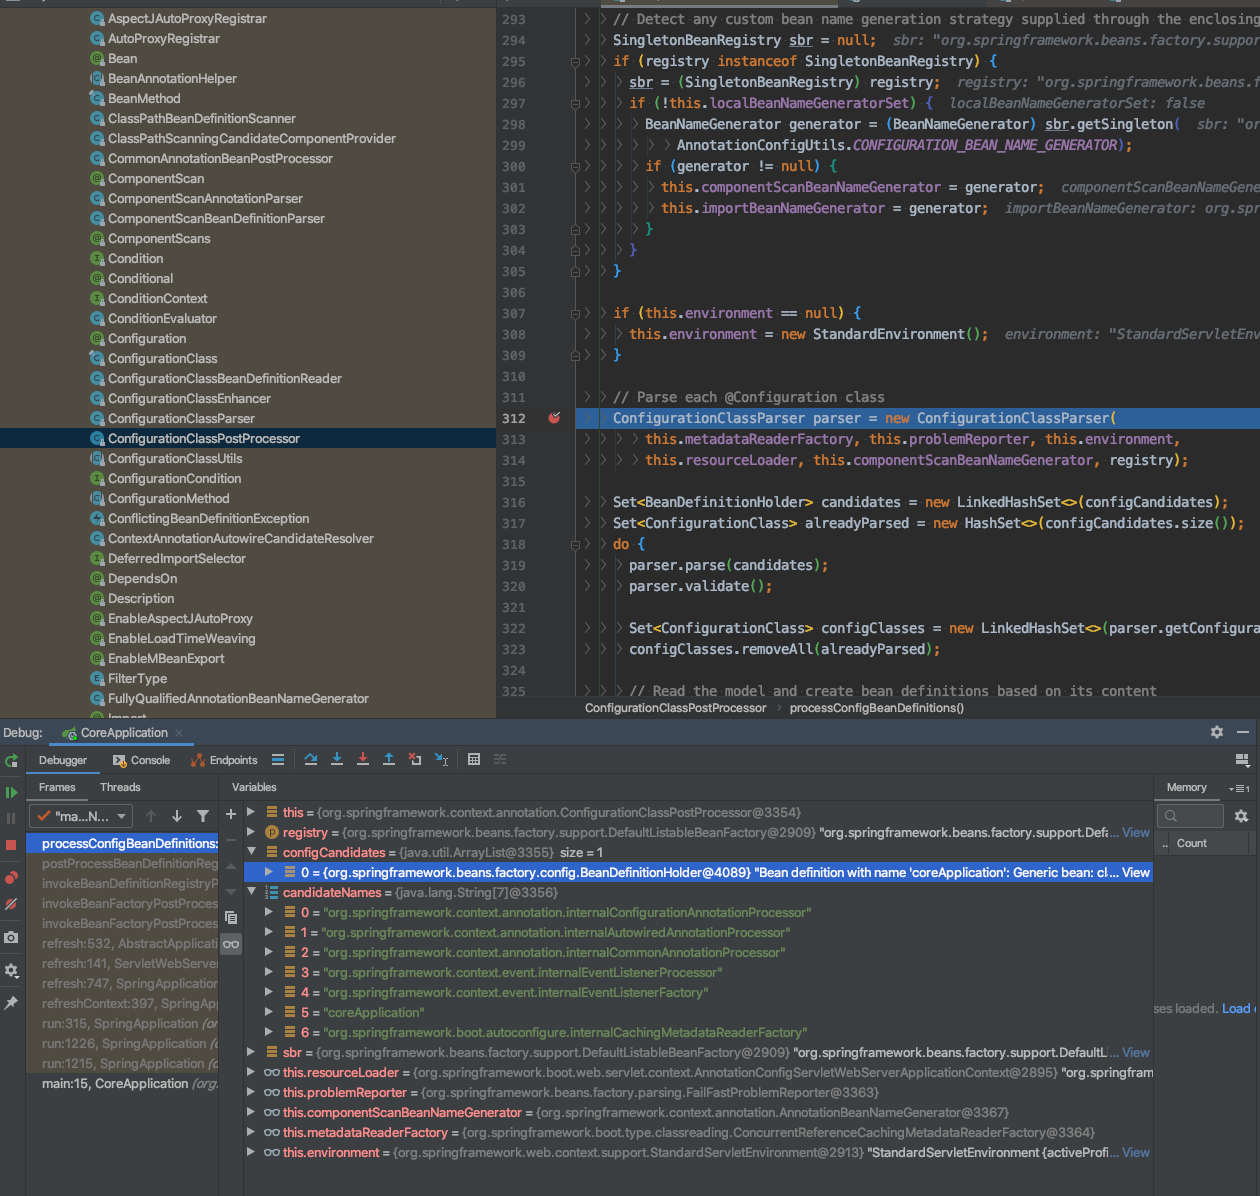 AspectJAutoProxyRegistrar
AutoProxyRegistrar
Bean
BeanAnnotationHelper
BeanMethod
ClassPathBeanDefinitionScanner
ClassPathScanningCandidateComponentProvider
CommonAnnotationBeanPostProcessor
ComponentScan
ComponentScanAnnotationParser
ComponentScanBeanDefinitionParser
ComponentScans
Condition
Conditional
ConditionContext
ConditionEvaluator
Configuration
ConfigurationClass
ConfigurationClassBeanDefinitionReader
ConfigurationClassEnhancer
ConfigurationClassParser
ConfigurationClassPostProcessor
ConfigurationClassUtils
ConfigurationCondition
ConfigurationMethod
ConflictingBeanDefinitionException
ContextAnnotationAutowireCandidateResolver
DeferredImportSelector
DependsOn
Description
EnableAspectJAutoProxy
EnableLoadTimeWeaving
EnableMBeanExport
FilterType
FullyQualifiedAnnotationBeanNameGenerator
Import
293 // Detect any custom bean name generation strategy supplied through the enclosing
294 SingletonBeanRegistry sbr = null; sbr: "org.springframework.beans.factory.suppor
295 if (registry instanceof SingletonBeanRegistry) {
296 sbr = (SingletonBeanRegistry) registry; registry: "org.springframework.beans.f
297 if (!this.localBeanNameGeneratorSet) { localBeanNameGeneratorSet: false
298 BeanNameGenerator generator = (BeanNameGenerator) sbr.getSingleton( sbr: "or
299 AnnotationConfigUtils.CONFIGURATION_BEAN_NAME_GENERATOR);
300 if (generator != null) {
301 this.componentScanBeanNameGenerator = generator; componentScanBeanNameGene
302 this.importBeanNameGenerator = generator; importBeanNameGenerator: org.spr
303 }
304 }
305 }
306
307 if (this.environment == null) {
308 this.environment = new StandardEnvironment(); environment: "StandardServletEnv
309 }
310
311 // Parse each @Configuration class
312 ConfigurationClassParser parser = new ConfigurationClassParser(
313 this.metadataReaderFactory, this.problemReporter, this.environment,
314 this.resourceLoader, this.componentScanBeanNameGenerator, registry);
315
316 Set<BeanDefinitionHolder> candidates = new LinkedHashSet<>(configCandidates);
317 Set<ConfigurationClass> alreadyParsed = new HashSet<>(configCandidates.size());
318 do {
319 parser.parse(candidates);
320 parser.validate();
321
322 Set<ConfigurationClass> configClasses = new LinkedHashSet<>(parser.getConfigura
323 configClasses.removeAll(alreadyParsed);
324
325 // Read the model and create bean definitions based on its content
ConfigurationClassPostProcessor › processConfigBeanDefinitions()
Debug: CoreApplication ×
Debugger Console Endpoints
Frames Threads
"ma...N...
processConfigBeanDefinitions:
postProcessBeanDefinitionReg
invokeBeanDefinitionRegistryP
invokeBeanFactoryPostProces
invokeBeanFactoryPostProces
refresh:532, AbstractApplicati
refresh:141, ServletWebServer
refresh:747, SpringApplication
refreshContext:397, SpringAp
run:315, SpringApplication (or
run:1226, SpringApplication (
run:1215, SpringApplication (
main:15, CoreApplication (org.
Variables
this = {org.springframework.context.annotation.ConfigurationClassPostProcessor@3354}
registry = {org.springframework.beans.factory.support.DefaultListableBeanFactory@2909} "org.springframework.beans.factory.support.Defa... View
configCandidates = {java.util.ArrayList@3355} size = 1
0 = {org.springframework.beans.factory.config.BeanDefinitionHolder@4089} "Bean definition with name 'coreApplication': Generic bean: cl... View
candidateNames = {java.lang.String[7]@3356}
0 = "org.springframework.context.annotation.internalConfigurationAnnotationProcessor"
1 = "org.springframework.context.annotation.internalAutowiredAnnotationProcessor"
2 = "org.springframework.context.annotation.internalCommonAnnotationProcessor"
3 = "org.springframework.context.event.internalEventListenerProcessor"
4 = "org.springframework.context.event.internalEventListenerFactory"
5 = "coreApplication"
6 = "org.springframework.boot.autoconfigure.internalCachingMetadataReaderFactory"
sbr = {org.springframework.beans.factory.support.DefaultListableBeanFactory@2909} "org.springframework.beans.factory.support.DefaultL... View
this.resourceLoader = {org.springframework.boot.web.servlet.context.AnnotationConfigServletWebServerApplicationContext@2895} "org.springfram
this.problemReporter = {org.springframework.beans.factory.parsing.FailFastProblemReporter@3363}
this.componentScanBeanNameGenerator = {org.springframework.context.annotation.AnnotationBeanNameGenerator@3367}
this.metadataReaderFactory = {org.springframework.boot.type.classreading.ConcurrentReferenceCachingMetadataReaderFactory@3364}
this.environment = {org.springframework.web.context.support.StandardServletEnvironment@2913} "StandardServletEnvironment {activeProfi... View
Memory
.. Count
ses loaded. Load